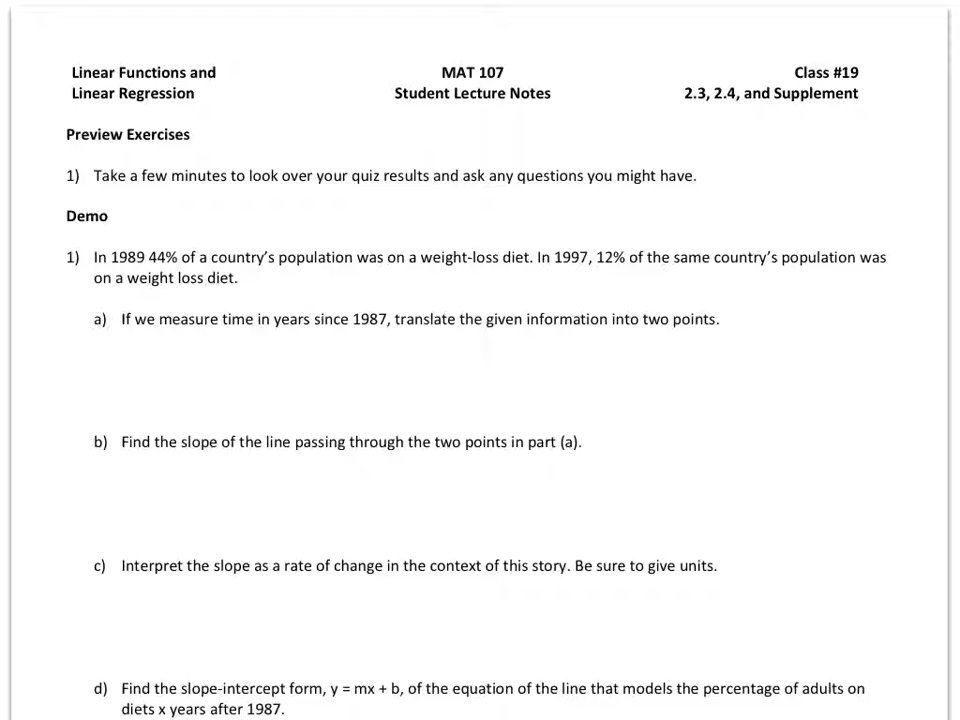 Linear Functions and MAT 107 Class #19
Linear Regression Student Lecture Notes 2.3, 2.4, and Supplement
Preview Exercises
1) Take a few minutes to look over your quiz results and ask any questions you might have.
Demo
1) In 1989 44% of a country's population was on a weight-loss diet. In 1997, 12% of the same country's population was
on a weight loss diet.
a) If we measure time in years since 1987, translate the given information into two points.
b) Find the slope of the line passing through the two points in part (a).
c) Interpret the slope as a rate of change in the context of this story. Be sure to give units.
d) Find the slope-intercept form, y = mx + b, of the equation of the line that models the percentage of adults on
diets x years after 1987.